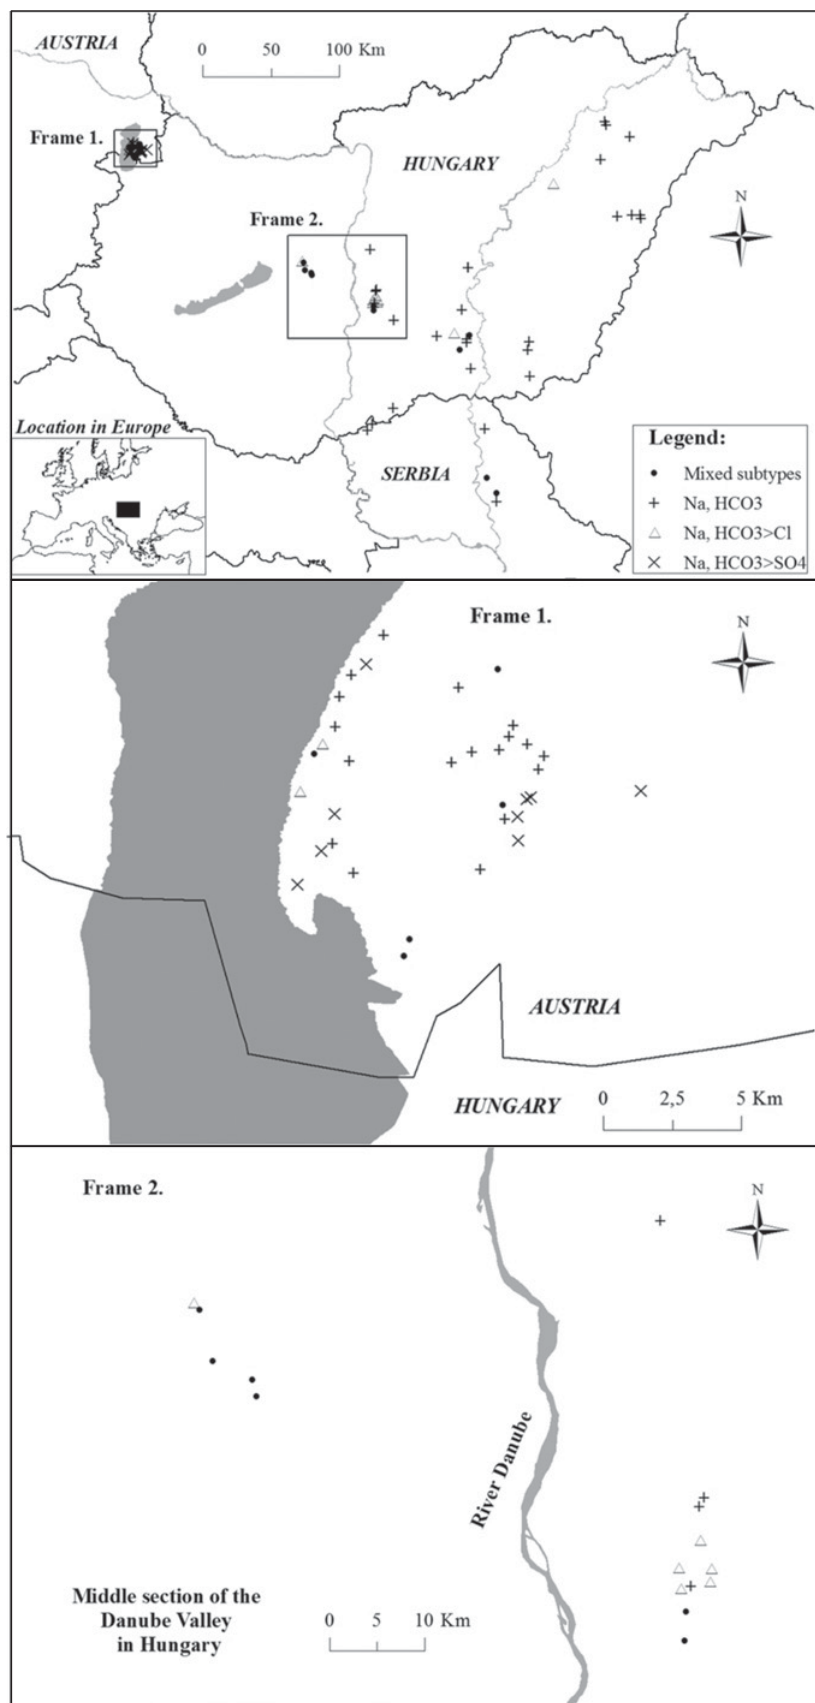 AUSTRIA
0 50 100 Km
Frame 1.
HUNGARY
N
Frame 2.
Location in Europe
SERBIA
Legend:
Mixed subtypes
Na, HCO3
Na, HCO3>Cl
Na, HCO3>SO4
Frame 1.
N
AUSTRIA
HUNGARY
0 2,5 5 Km
Frame 2.
N
River Danube
Middle section of the
Danube Valley
in Hungary
0 5 10 Km